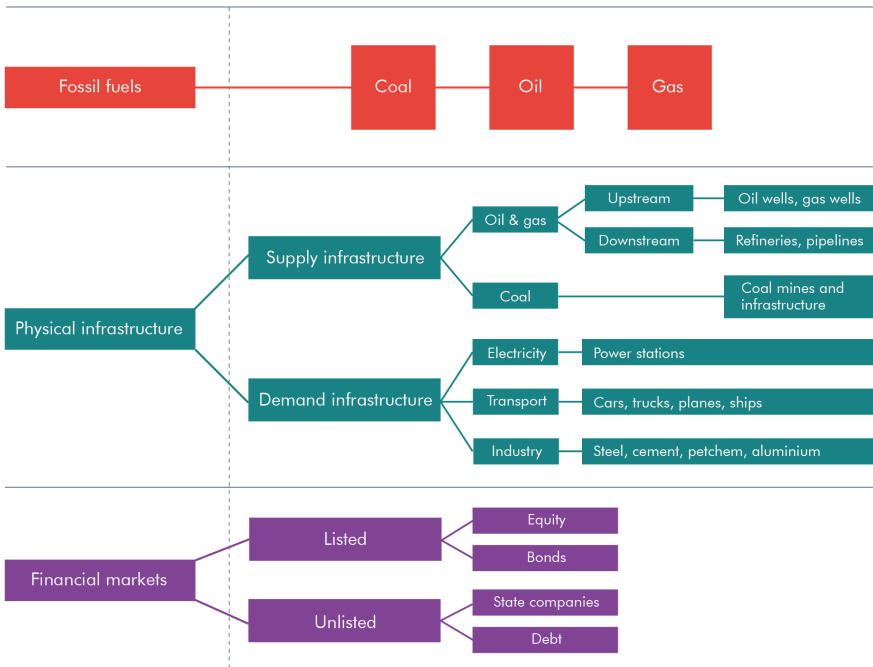 Fossil fuels
Coal
Oil
Gas
Physical infrastructure
Supply infrastructure
Oil & gas
Upstream
Oil wells, gas wells
Downstream
Refineries, pipelines
Coal
Coal mines and
infrastructure
Demand infrastructure
Electricity
Power stations
Transport
Cars, trucks, planes, ships
Industry
Steel, cement, petchem, aluminium
Financial markets
Listed
Equity
Bonds
Unlisted
State companies
Debt